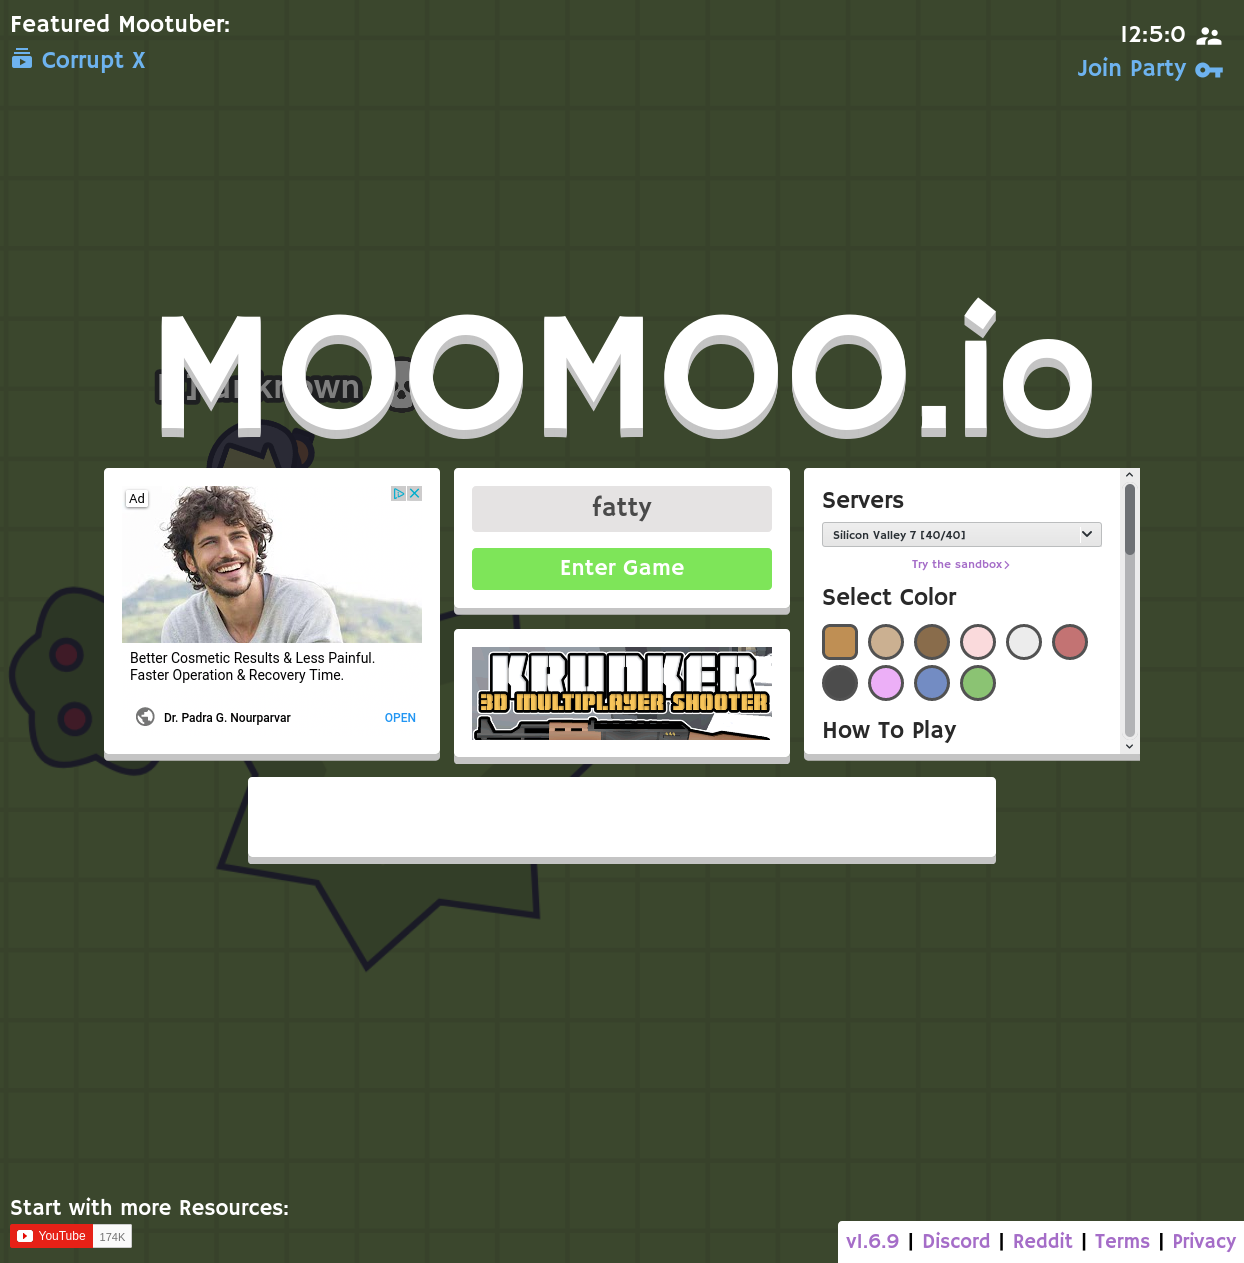 Featured Mootuber:
Corrupt X
12:5:0
Join Party
MOOMOO.io
unknown
Ad
Better Cosmetic Results & Less Painful.
Faster Operation & Recovery Time.
Dr. Padra G. Nourparvar
OPEN
fatty
Enter Game
KRUNKER
3D MULTIPLAYER SHOOTER
Servers
Silicon Valley 7 [40/40]
Try the sandbox
Select Color
How To Play
Start with more Resources:
YouTube 174K
v1.6.9 | Discord | Reddit | Terms | Privacy